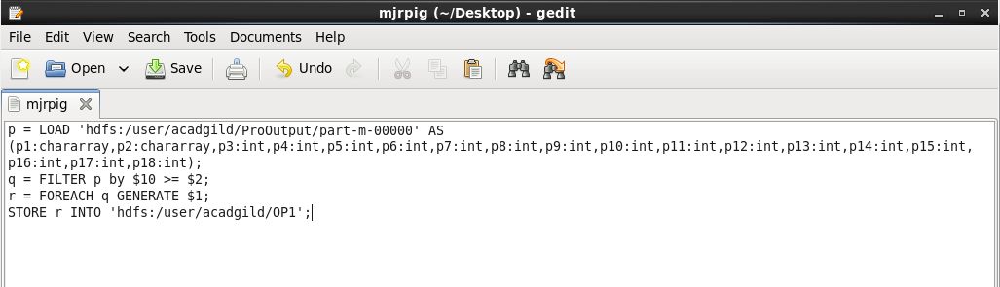 mjrpig (~/Desktop) - gedit
File Edit View Search Tools Documents Help
Open Save Undo
mjrpig
p = LOAD 'hdfs:/user/acadgild/ProOutput/part-m-00000' AS
(p1:chararray,p2:chararray,p3:int,p4:int,p5:int,p6:int,p7:int,p8:int,p9:int,p10:int,p11:int,p12:int,p13:int,p14:int,p15:int,
p16:int,p17:int,p18:int);
q = FILTER p by $10 >= $2;
r = FOREACH q GENERATE $1;
STORE r INTO 'hdfs:/user/acadgild/OP1';